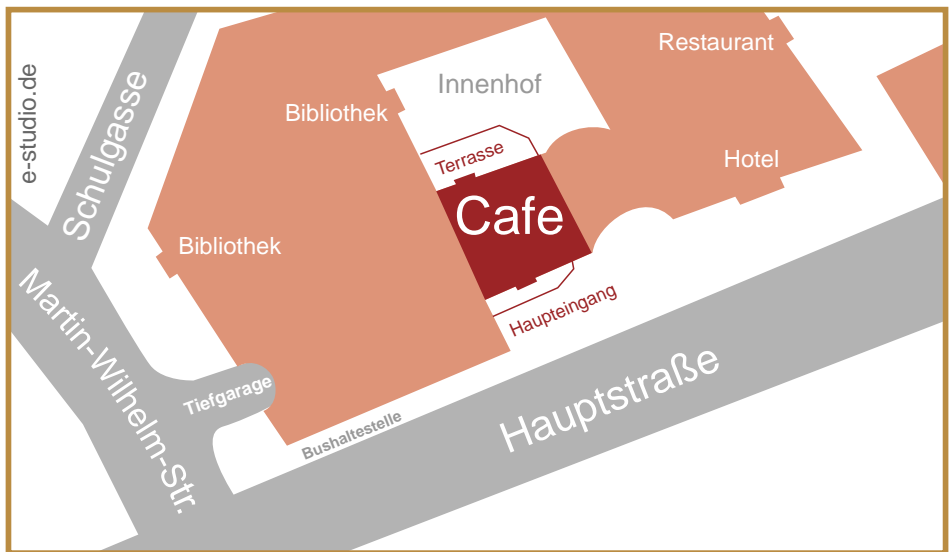 Restaurant
e-studio.de
Schulgasse
Innenhof
Bibliothek
Terrasse
Hotel
Cafe
Bibliothek
Martin-Wilhelm-Str.
Haupteingang
Tiefgarage
Hauptstraße
Bushaltestelle